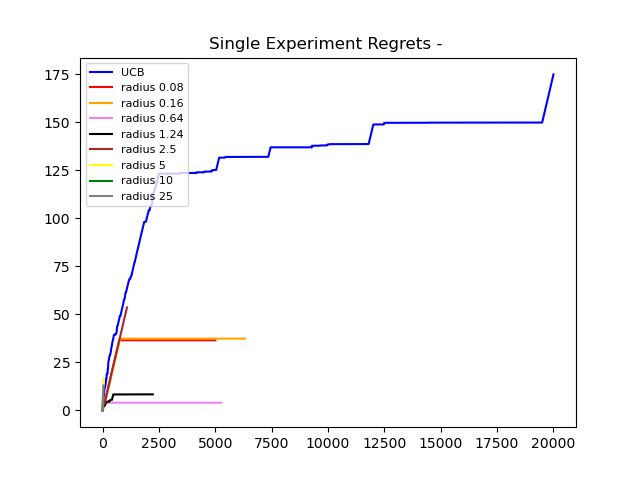 Single Experiment Regrets -
175
150
125
100
75
50
25
0
UCB
radius 0.08
radius 0.16
radius 0.64
radius 1.24
radius 2.5
radius 5
radius 10
radius 25
0 2500 5000 7500 10000 12500 15000 17500 20000